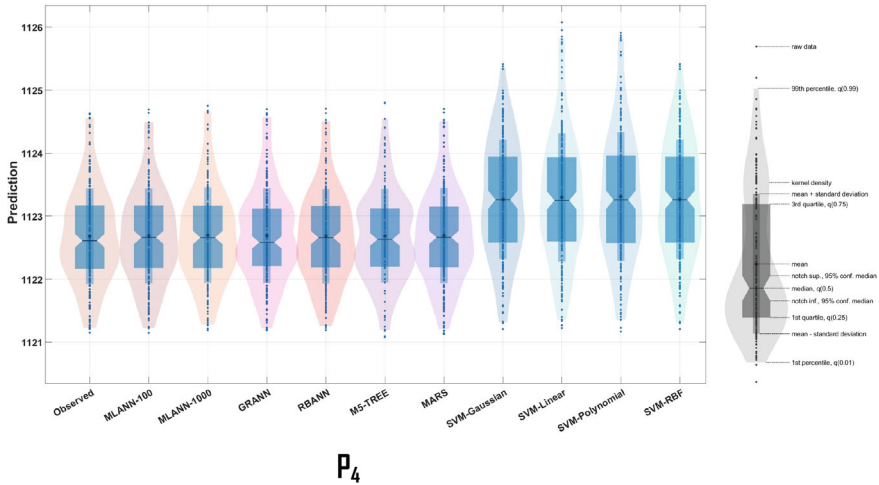 1126
1125
1124
1123
1122
1121
Prediction
Observed
MLANN-100
MLANN-1000
GRANN
RBANN
M5-TREE
MARS
SVM-Gaussian
SVM-Linear
SVM-Polynomial
SVM-RBF
P4
raw data
99th percentile, q(0.99)
kernel density
mean + standard deviation
3rd quartile, q(0.75)
mean
notch sup., 95% conf. median
median, q(0.5)
notch inf., 95% conf. median
1st quartile, q(0.25)
mean - standard deviation
1st percentile, q(0.01)